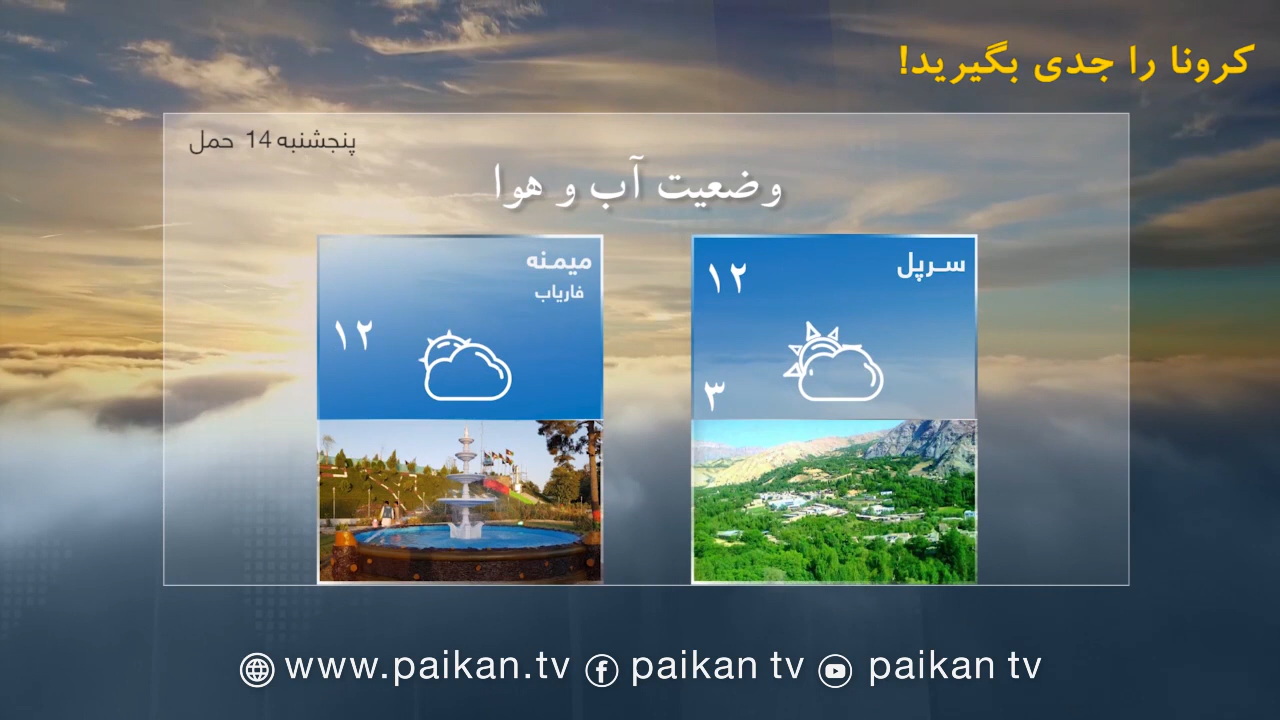 کرونا را جدی بگیرید!
پنجشنبه 14 حمل
وضعیت آب و هوا
سرپل
۱۲
۳
میمنه
فاریاب
۱۲
www.paikan.tv paikan tv paikan tv